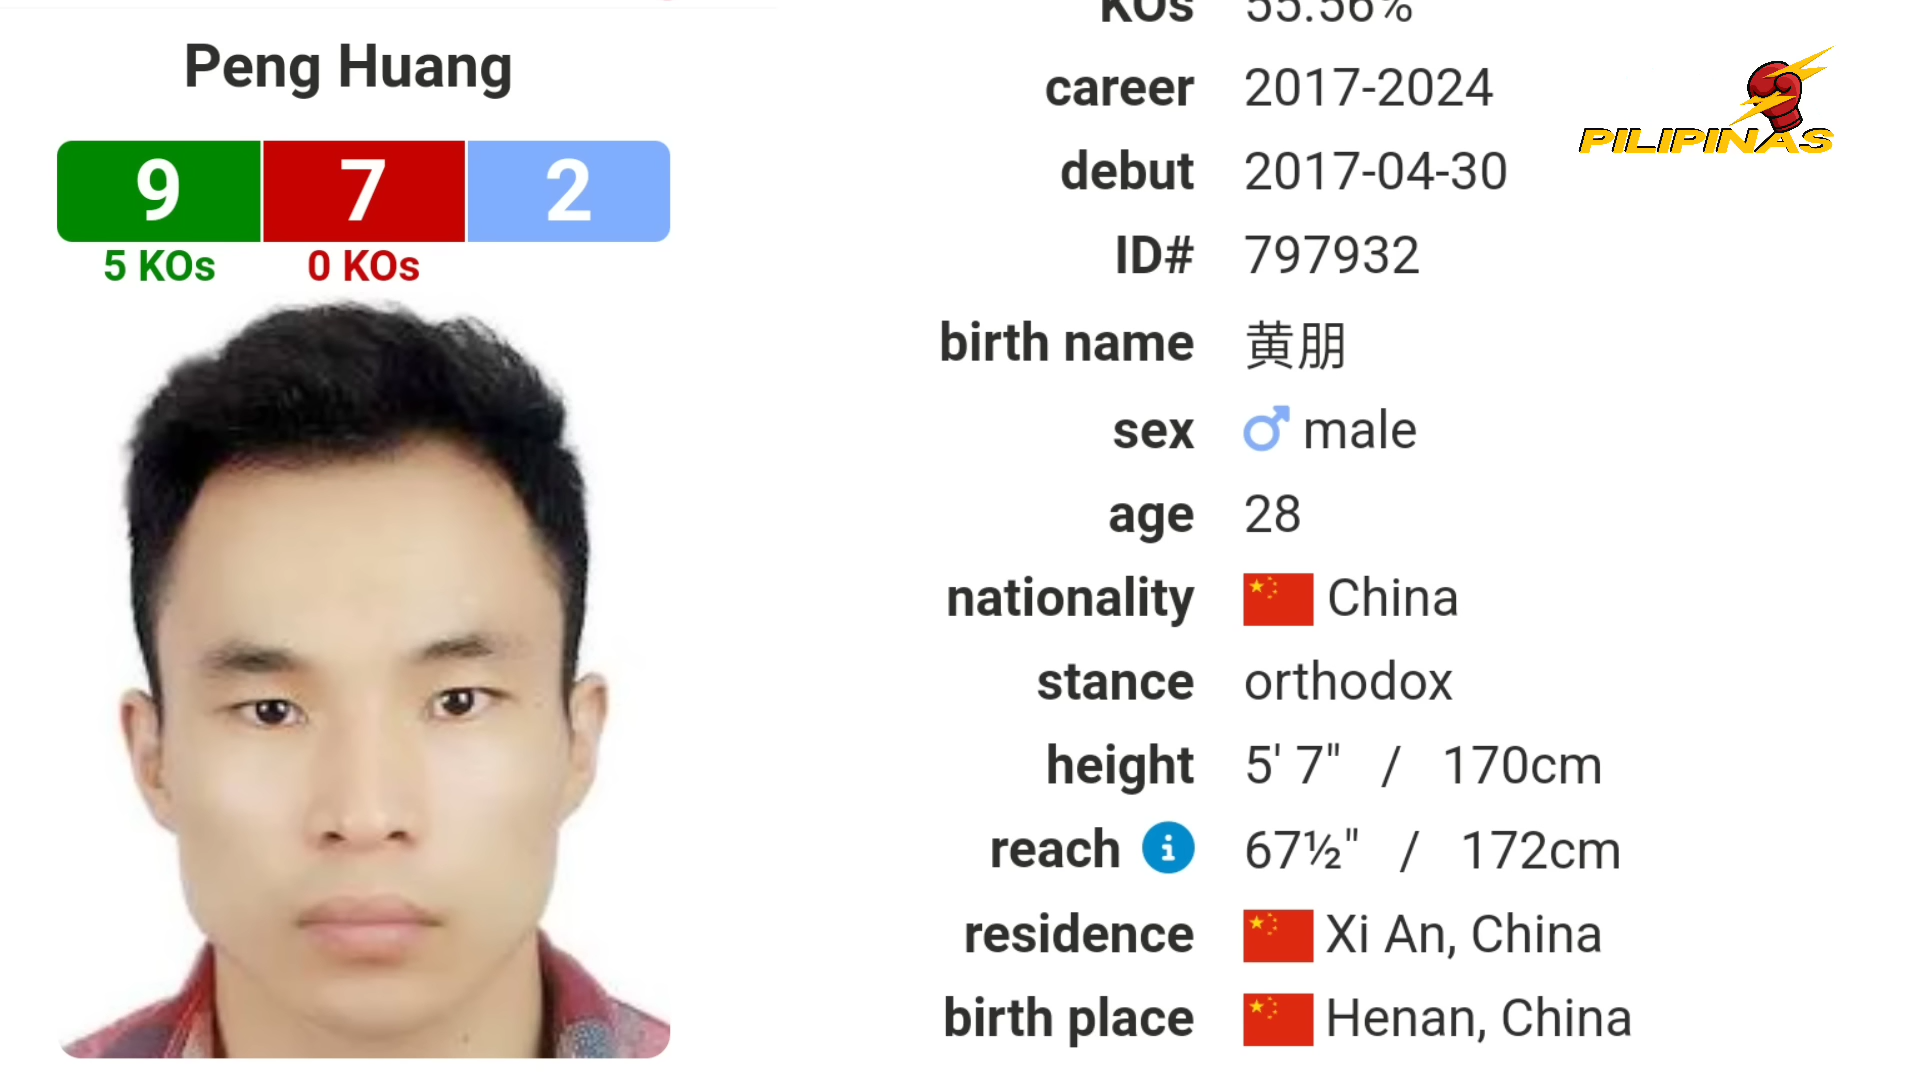 Peng Huang
9 7 2
5 KOs 0 KOs
KOs 55.56%
career 2017-2024
debut 2017-04-30
ID# 797932
birth name 黄朋
sex male
age 28
nationality China
stance orthodox
height 5' 7" / 170cm
reach 67½" / 172cm
residence Xi An, China
birth place Henan, China
PILIPINAS